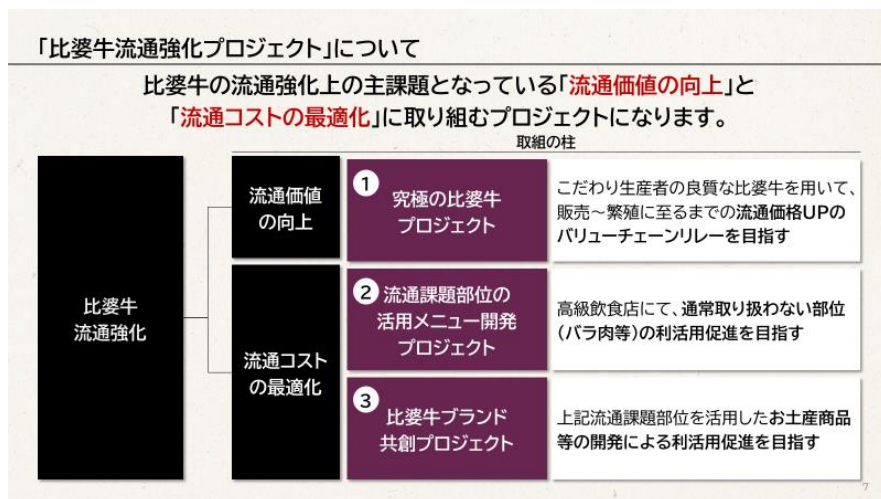 「比婆牛流通強化プロジェクト」について
比婆牛の流通強化上の主課題となっている「流通価値の向上」と
「流通コストの最適化」に取り組むプロジェクトになります。
取組の柱
比婆牛
流通強化
流通価値
の向上
①
究極の比婆牛
プロジェクト
こだわり生産者の良質な比婆牛を用いて、
販売～繁殖に至るまでの流通価格UPの
バリューチェーンリレーを目指す
流通コスト
の最適化
② 流通課題部位の
活用メニュー開発
プロジェクト
高級飲食店にて、通常取り扱わない部位
(バラ肉等)の利活用促進を目指す
③
比婆牛ブランド
共創プロジェクト
上記流通課題部位を活用したお土産商品
等の開発による利活用促進を目指す
7